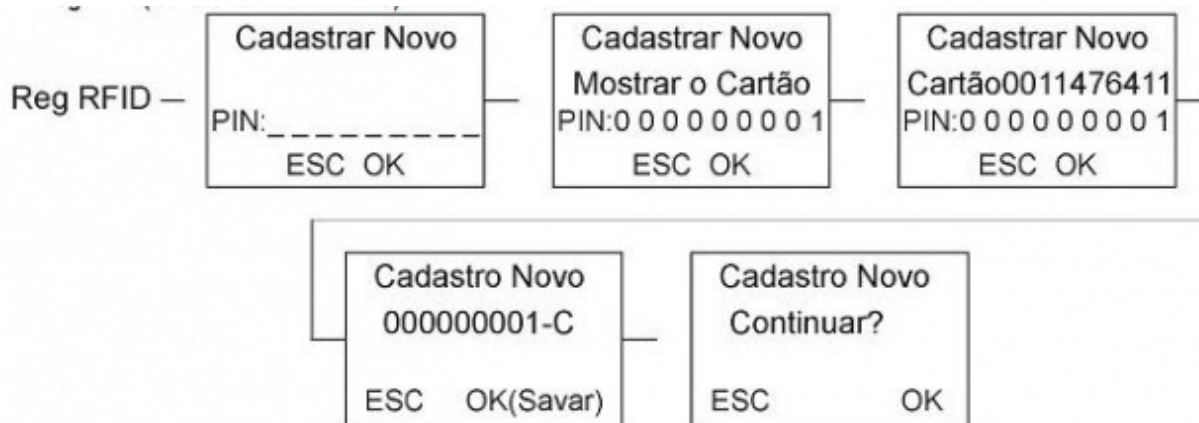 Cadastrar Novo
PIN:_ _ _ _ _ _ _ _ _
ESC OK
Reg RFID
Cadastrar Novo
Mostrar o Cartão
PIN:0 0 0 0 0 0 0 0 1
ESC OK
Cadastrar Novo
Cartão0011476411
PIN:0 0 0 0 0 0 0 0 1
ESC OK
Cadastro Novo
000000001-C
ESC OK(Savar)
Cadastro Novo
Continuar?
ESC OK